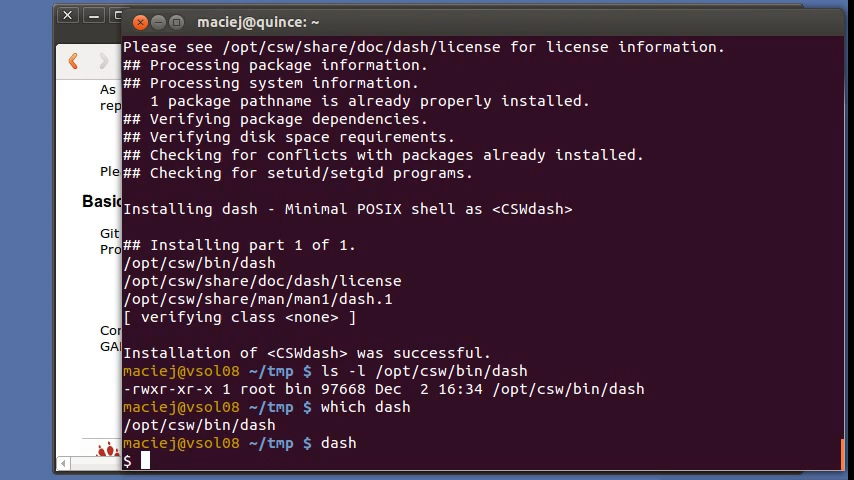 maciej@quince: ~
Please see /opt/csw/share/doc/dash/license for license information.
## Processing package information.
## Processing system information.
   1 package pathname is already properly installed.
## Verifying package dependencies.
## Verifying disk space requirements.
## Checking for conflicts with packages already installed.
## Checking for setuid/setgid programs.
Installing dash - Minimal POSIX shell as <CSWdash>
## Installing part 1 of 1.
/opt/csw/bin/dash
/opt/csw/share/doc/dash/license
/opt/csw/share/man/man1/dash.1
[ verifying class <none> ]
Installation of <CSWdash> was successful.
maciej@vsol08 ~/tmp $ ls -l /opt/csw/bin/dash
-rwxr-xr-x 1 root bin 97668 Dec  2 16:34 /opt/csw/bin/dash
maciej@vsol08 ~/tmp $ which dash
/opt/csw/bin/dash
maciej@vsol08 ~/tmp $ dash
$
As
rep
Ple
Basic
Git
Pro
Cor
GAI